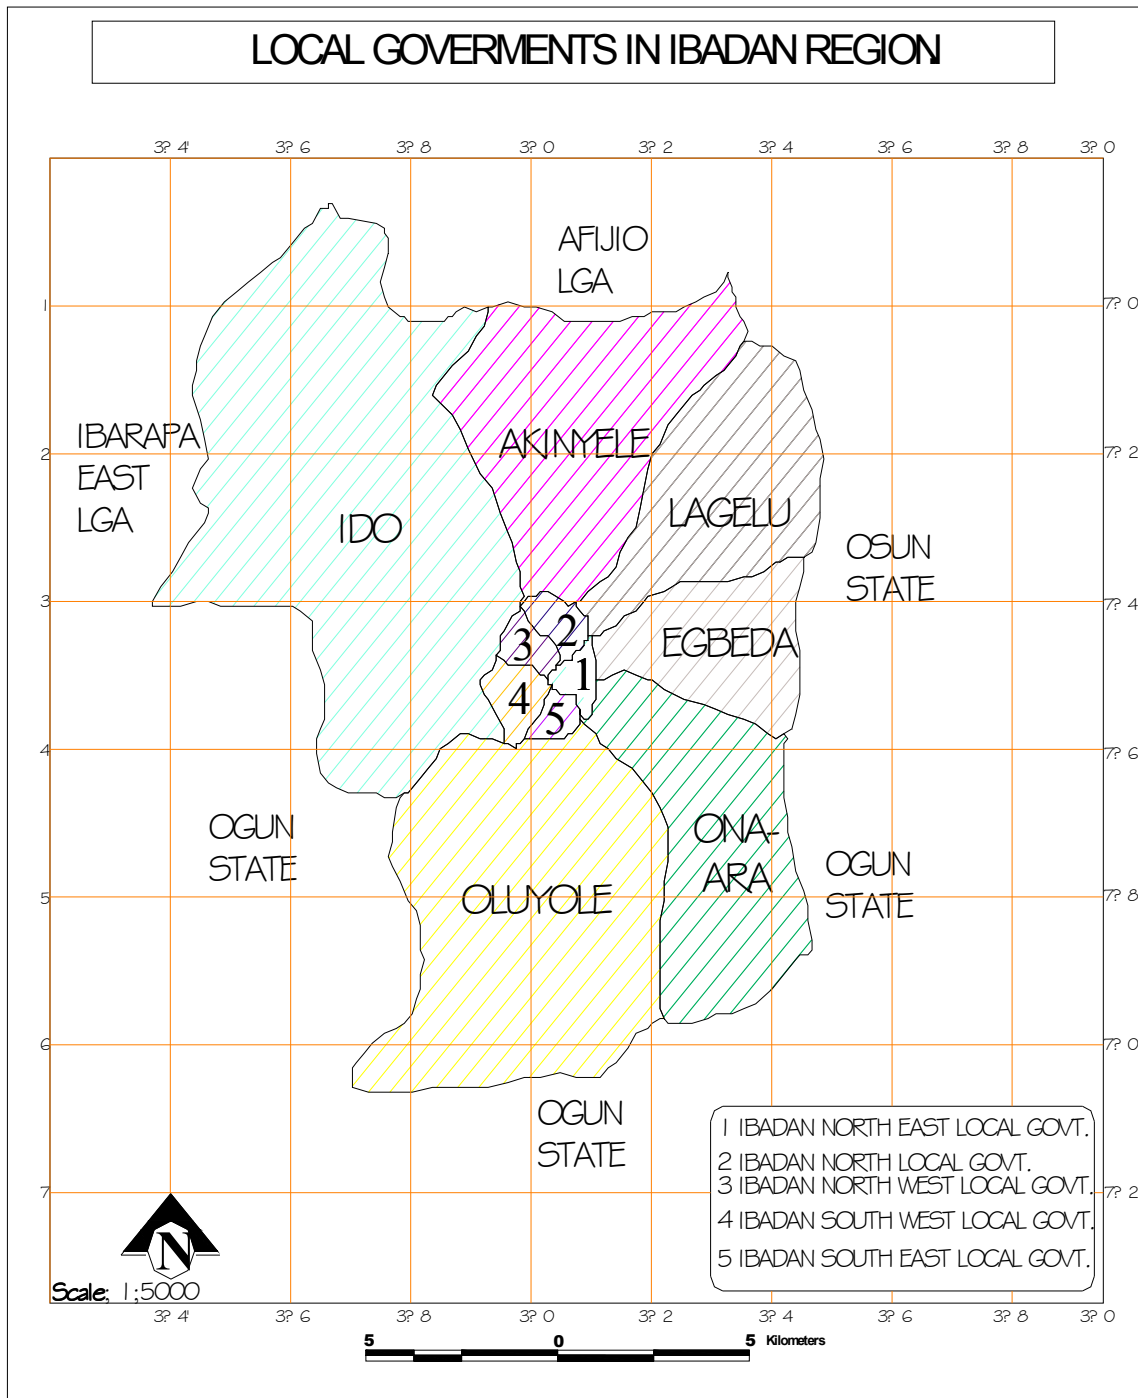 LOCAL GOVERMENTS IN IBADAN REGION
3? 4' 3? 6 3? 8 3? 0 3? 2 3? 4 3? 6 3? 8 3? 0
AFIJIO
LGA
1 7? 0
IBARAPA
EAST
LGA
AKINYELE
2 7? 2
LAGELU
IDO
OSUN
STATE
3 7? 4
2
3
EGBEDA
1
4
5
4 7? 6
OGUN
STATE
ONA-
ARA
OGUN
STATE
OLUYOLE
5 7? 8
6 7? 0
OGUN
STATE
1 IBADAN NORTH EAST LOCAL GOVT.
2 IBADAN NORTH LOCAL GOVT.
3 IBADAN NORTH WEST LOCAL GOVT.
4 IBADAN SOUTH WEST LOCAL GOVT.
5 IBADAN SOUTH EAST LOCAL GOVT.
7 7? 2
N
Scale; 1;5000
3? 4' 3? 6 3? 8 3? 0 3? 2 3? 4 3? 6 3? 8 3? 0
5 0 5 Kilometers